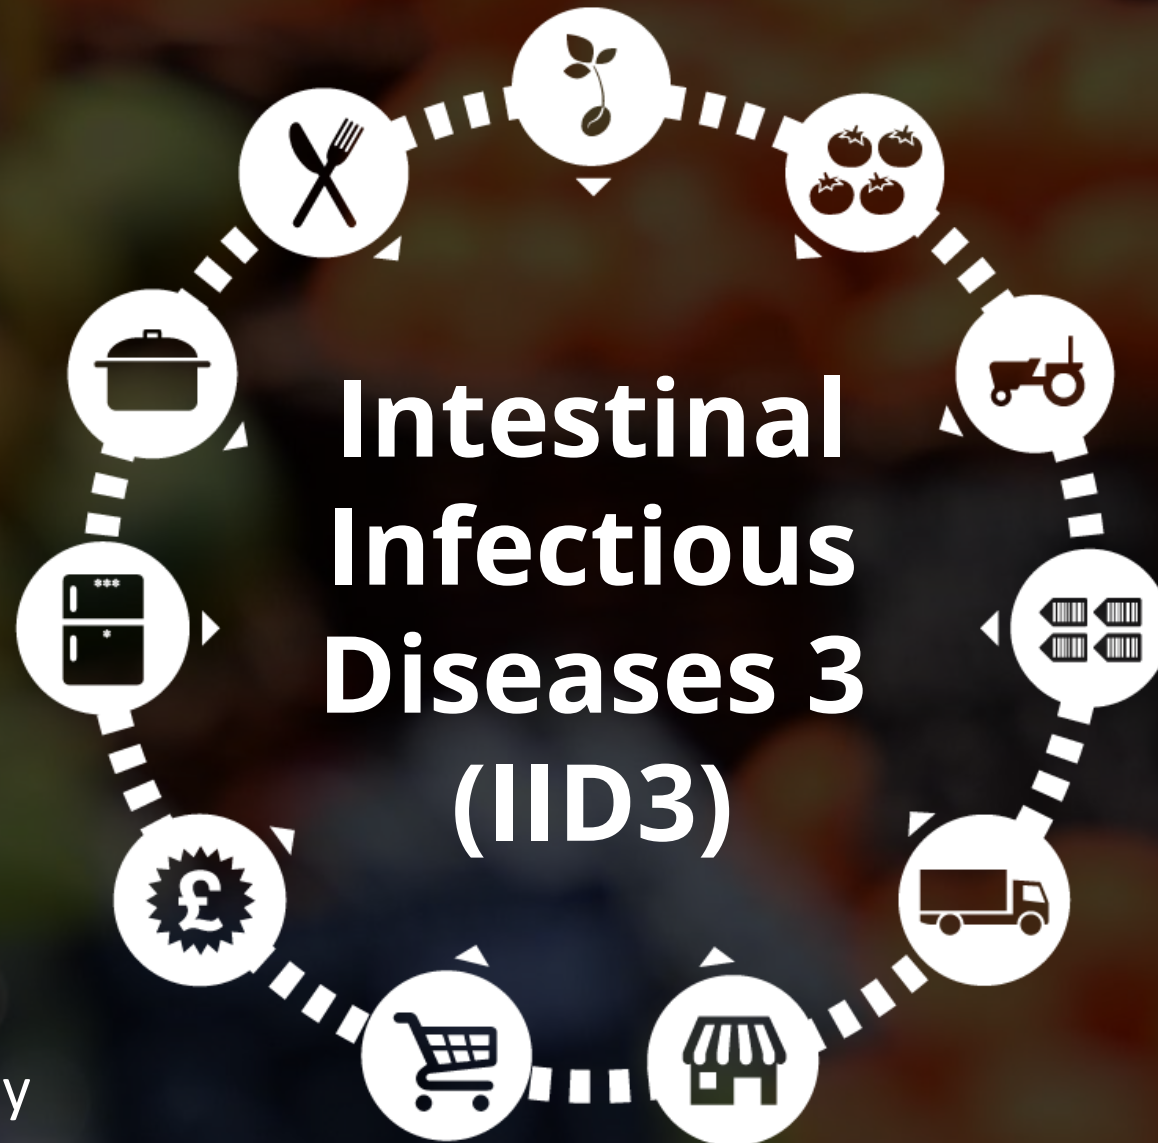 Intestinal
Infectious
Diseases 3
(IID3)
£
y